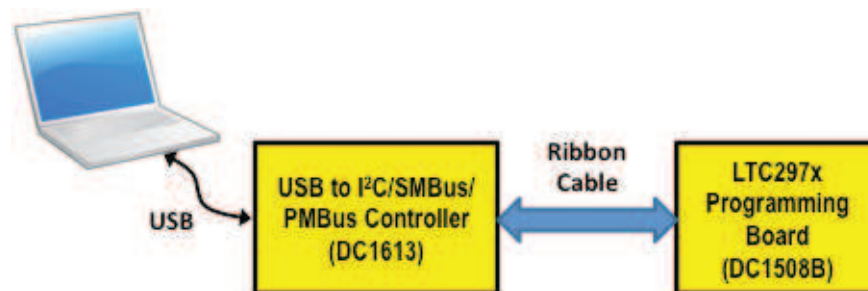 USB
USB to I²C/SMBus/
PMBus Controller
(DC1613)
Ribbon
Cable
LTC297x
Programming
Board
(DC1508B)